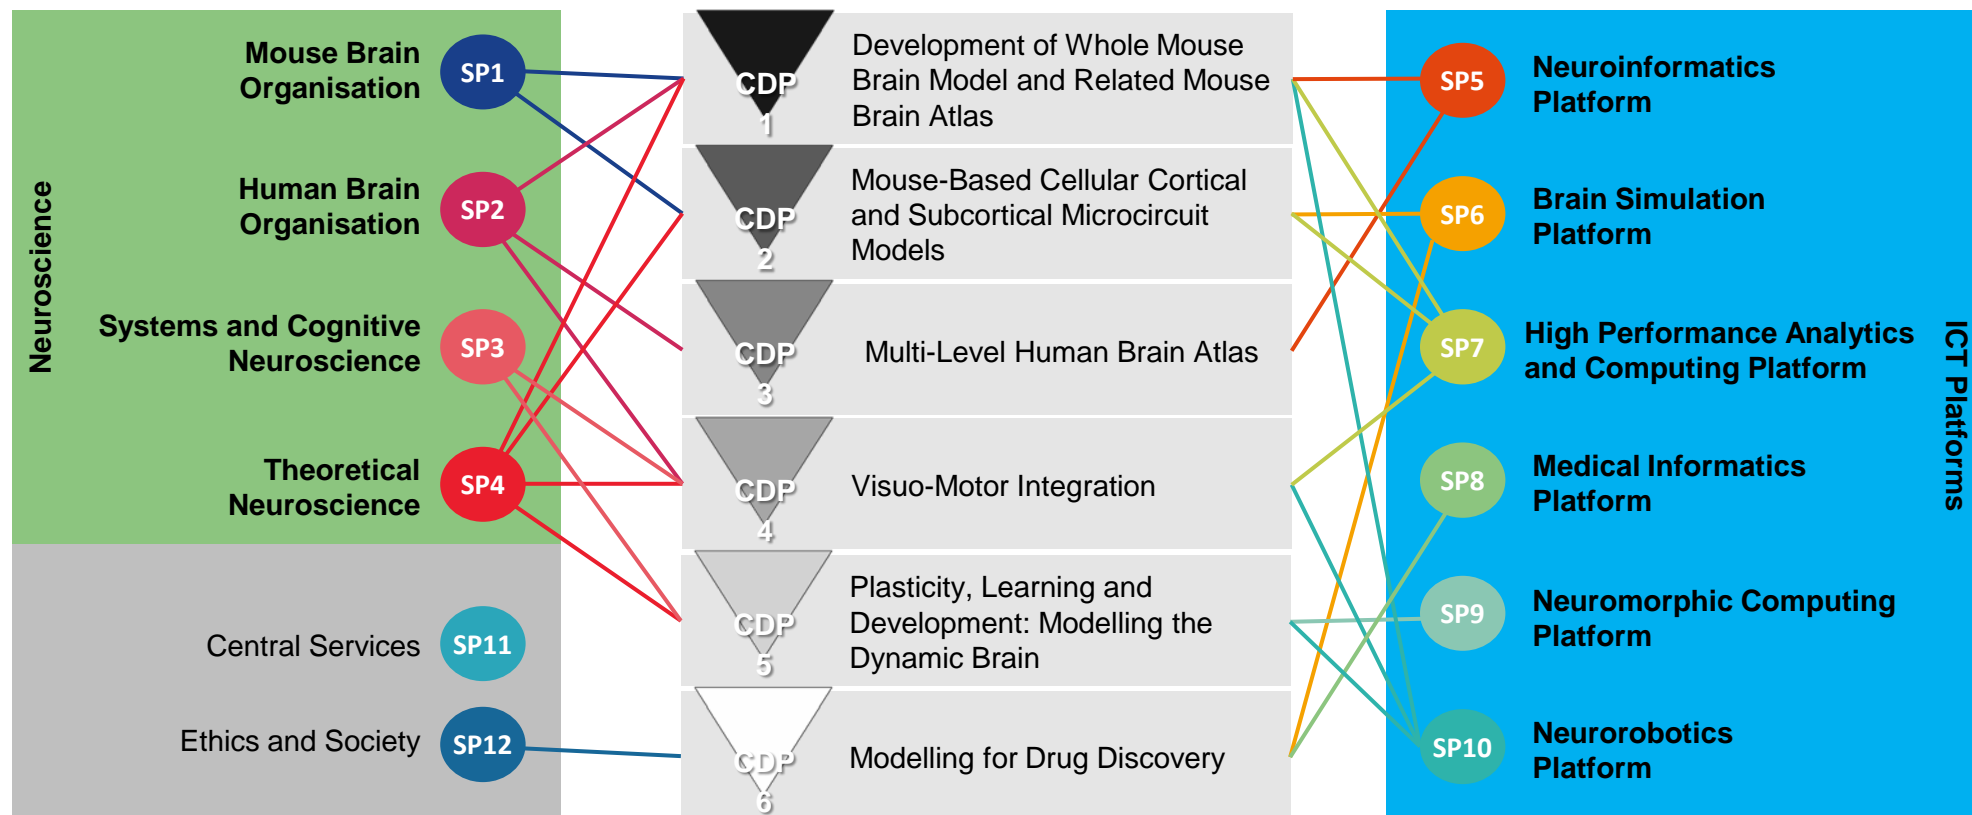 Neuroscience
Mouse Brain
Organisation
SP1
Human Brain
Organisation
SP2
Systems and Cognitive
Neuroscience
SP3
Theoretical
Neuroscience
SP4
Central Services
SP11
Ethics and Society
SP12
CDP
1
Development of Whole Mouse
Brain Model and Related Mouse
Brain Atlas
CDP
2
Mouse-Based Cellular Cortical
and Subcortical Microcircuit
Models
CDP
3
Multi-Level Human Brain Atlas
CDP
4
Visuo-Motor Integration
CDP
5
Plasticity, Learning and
Development: Modelling the
Dynamic Brain
CDP
6
Modelling for Drug Discovery
SP5
Neuroinformatics
Platform
SP6
Brain Simulation
Platform
SP7
High Performance Analytics
and Computing Platform
SP8
Medical Informatics
Platform
SP9
Neuromorphic Computing
Platform
SP10
Neurorobotics
Platform
ICT Platforms